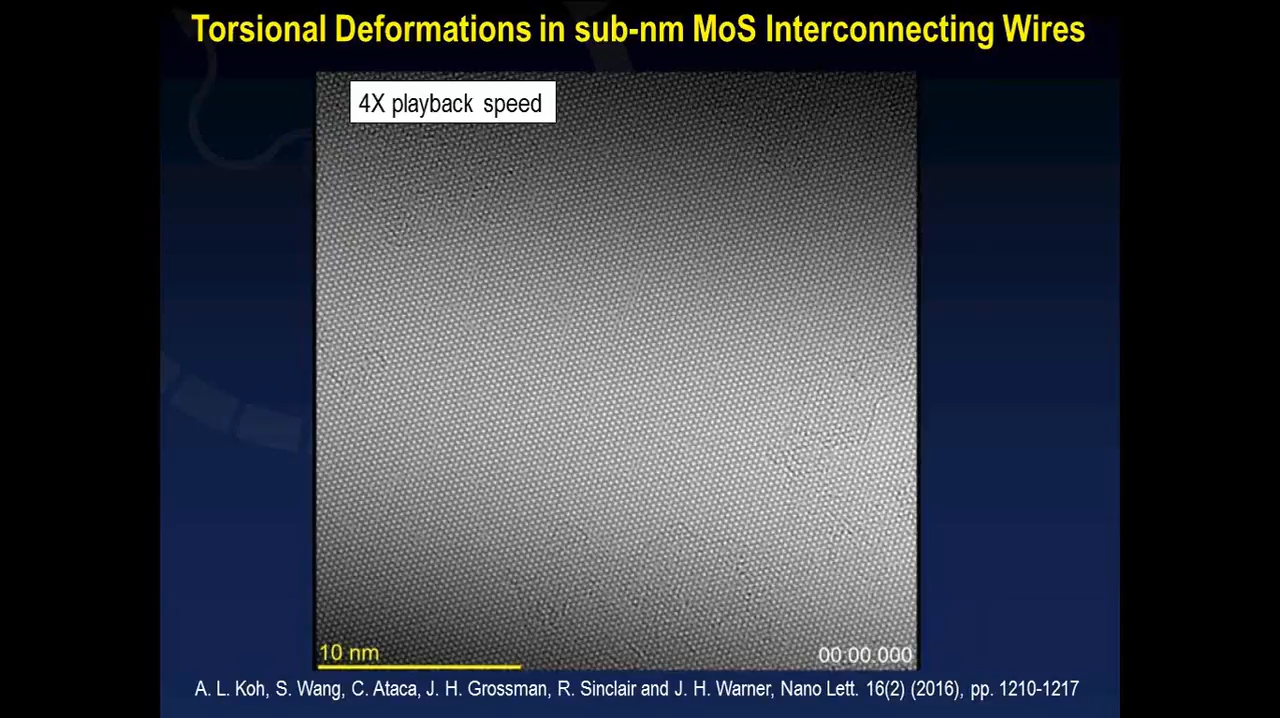 Torsional Deformations in sub-nm MoS Interconnecting Wires
4X playback speed
10 nm
00:00.000
A. L. Koh, S. Wang, C. Ataca, J. H. Grossman, R. Sinclair and J. H. Warner, Nano Lett. 16(2) (2016), pp. 1210-1217